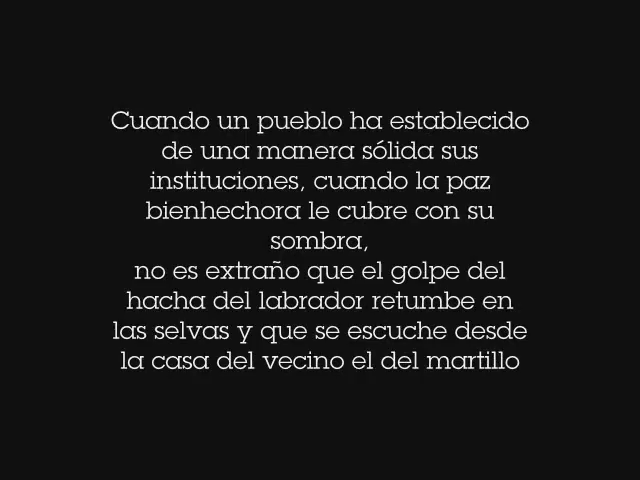 Cuando un pueblo ha establecido
de una manera sólida sus
instituciones, cuando la paz
bienhechora le cubre con su
sombra,
no es extraño que el golpe del
hacha del labrador retumbe en
las selvas y que se escuche desde
la casa del vecino el del martillo